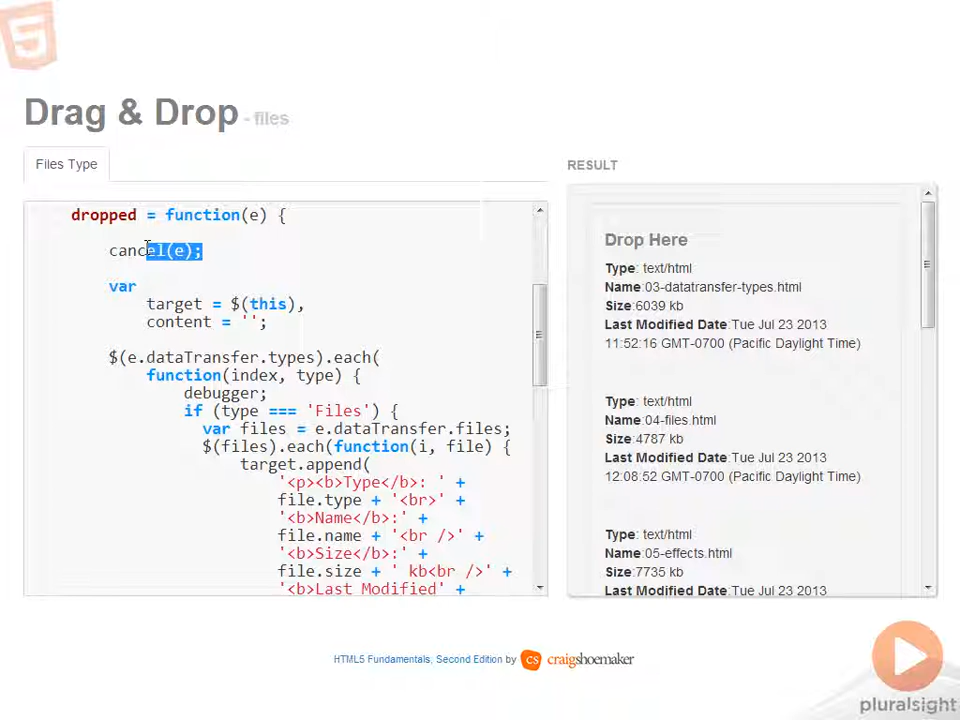 5
Drag & Drop - files
Files Type
dropped = function(e) {
cancel(e);
var
target = $(this),
content = '';
$(e.dataTransfer.types).each(
function(index, type) {
debugger;
if (type === 'Files') {
var files = e.dataTransfer.files;
$(files).each(function(i, file) {
target.append(
'<p><b>Type</b>: ' +
file.type + '<br>' +
'<b>Name</b>:' +
file.name + '<br />' +
'<b>Size</b>:' +
file.size + ' kb<br />' +
'<b>Last Modified' +
RESULT
Drop Here
Type: text/html
Name:03-datatransfer-types.html
Size:6039 kb
Last Modified Date:Tue Jul 23 2013
11:52:16 GMT-0700 (Pacific Daylight Time)
Type: text/html
Name:04-files.html
Size:4787 kb
Last Modified Date:Tue Jul 23 2013
12:08:52 GMT-0700 (Pacific Daylight Time)
Type: text/html
Name:05-effects.html
Size:7735 kb
Last Modified Date:Tue Jul 23 2013
HTML5 Fundamentals, Second Edition by cs craigshoemaker
pluralsight